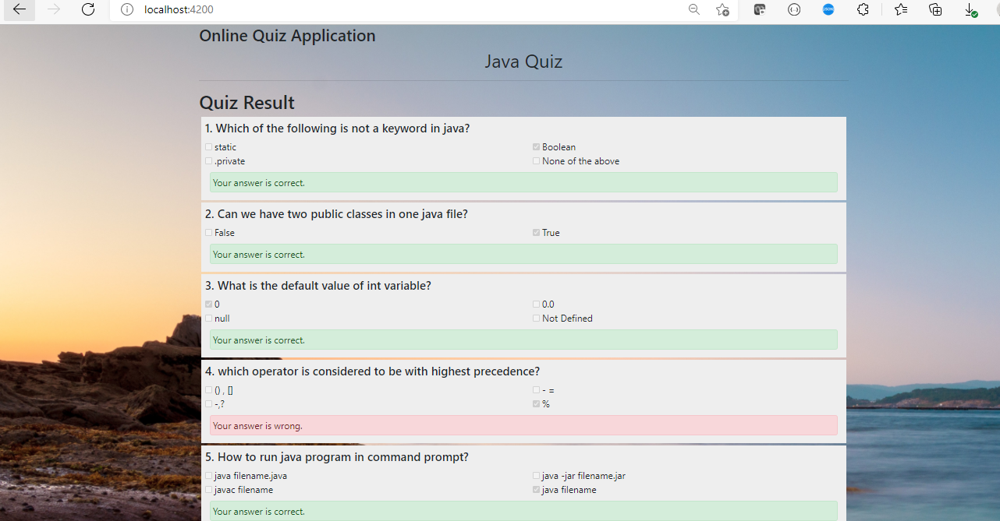 localhost:4200
Online Quiz Application
Java Quiz
Quiz Result
1. Which of the following is not a keyword in java?
static Boolean
.private None of the above
Your answer is correct.
2. Can we have two public classes in one java file?
False True
Your answer is correct.
3. What is the default value of int variable?
0 0.0
null Not Defined
Your answer is correct.
4. which operator is considered to be with highest precedence?
() , [] - =
-,? %
Your answer is wrong.
5. How to run java program in command prompt?
java filename.java java -jar filename.jar
javac filename java filename
Your answer is correct.